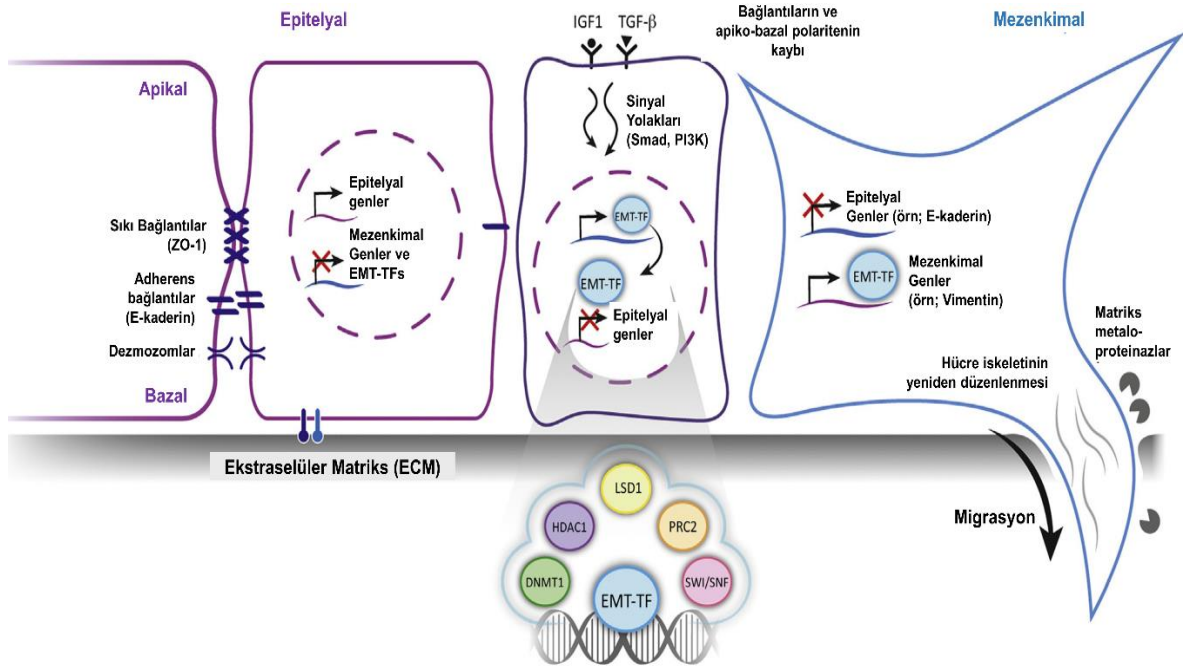 Epitelyal
IGF1 TGF-β
Bağlantıların ve
apiko-bazal polaritenin
kaybı
Mezenkimal
Apikal
Sıkı Bağlantılar
(ZO-1)
Adherens
bağlantılar
(E-kaderin)
Dezmozomlar
Bazal
Epitelyal
genler
Mezenkimal
Genler ve
EMT-TFs
Sinyal
Yolakları
(Smad, PI3K)
EMT-TF
EMT-TF
Epitelyal
genler
Epitelyal
Genler (örn; E-kaderin)
EMT-TF
Mezenkimal
Genler
(örn; Vimentin)
Matriks
metalo-
proteinazlar
Hücre iskeletinin
yeniden düzenlenmesi
Ekstraselüler Matriks (ECM)
Migrasyon
LSD1
HDAC1
PRC2
DNMT1
EMT-TF
SWI/SNF